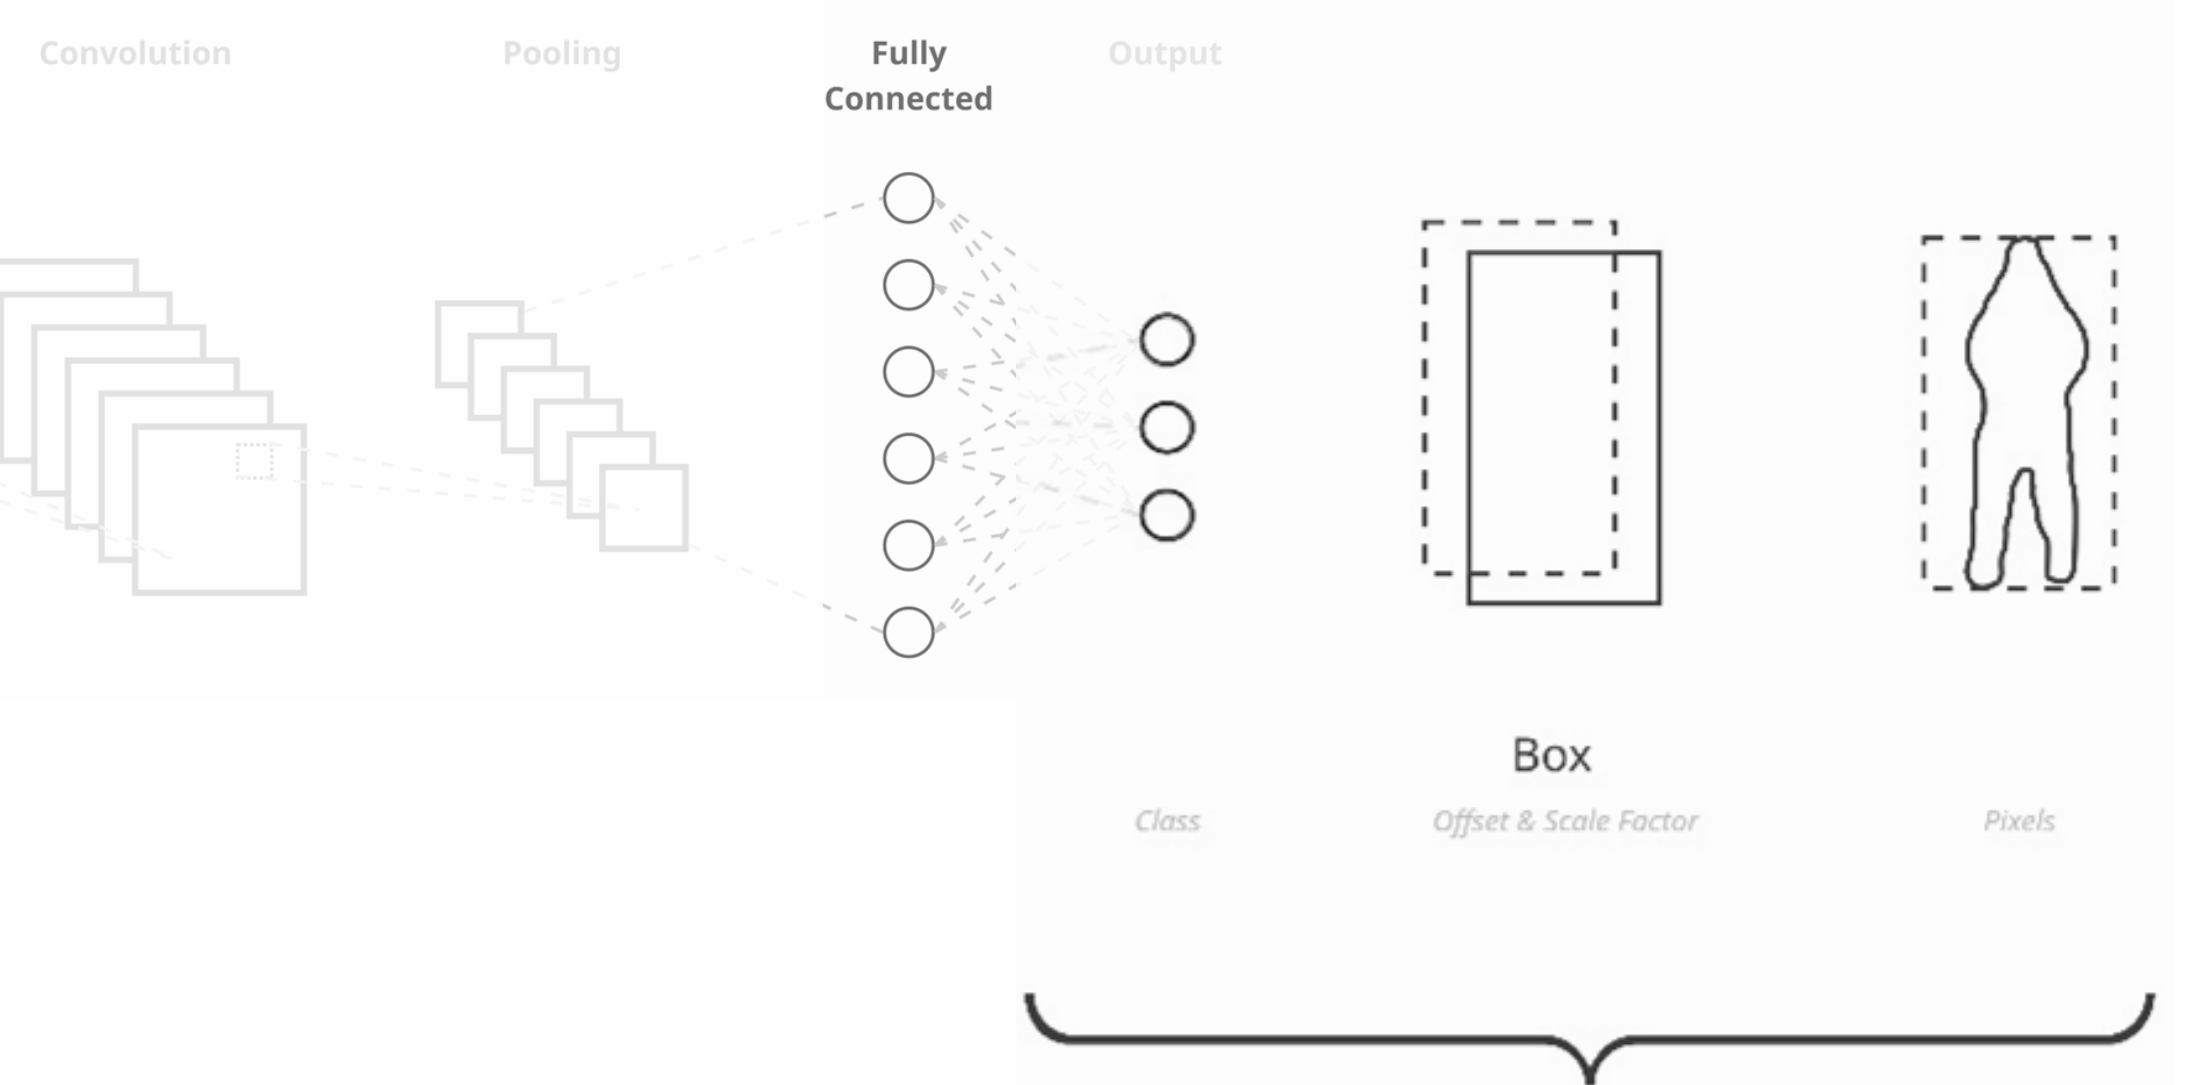 Convolution
Pooling
Fully
Connected
Output
Box
Class
Offset & Scale Factor
Pixels